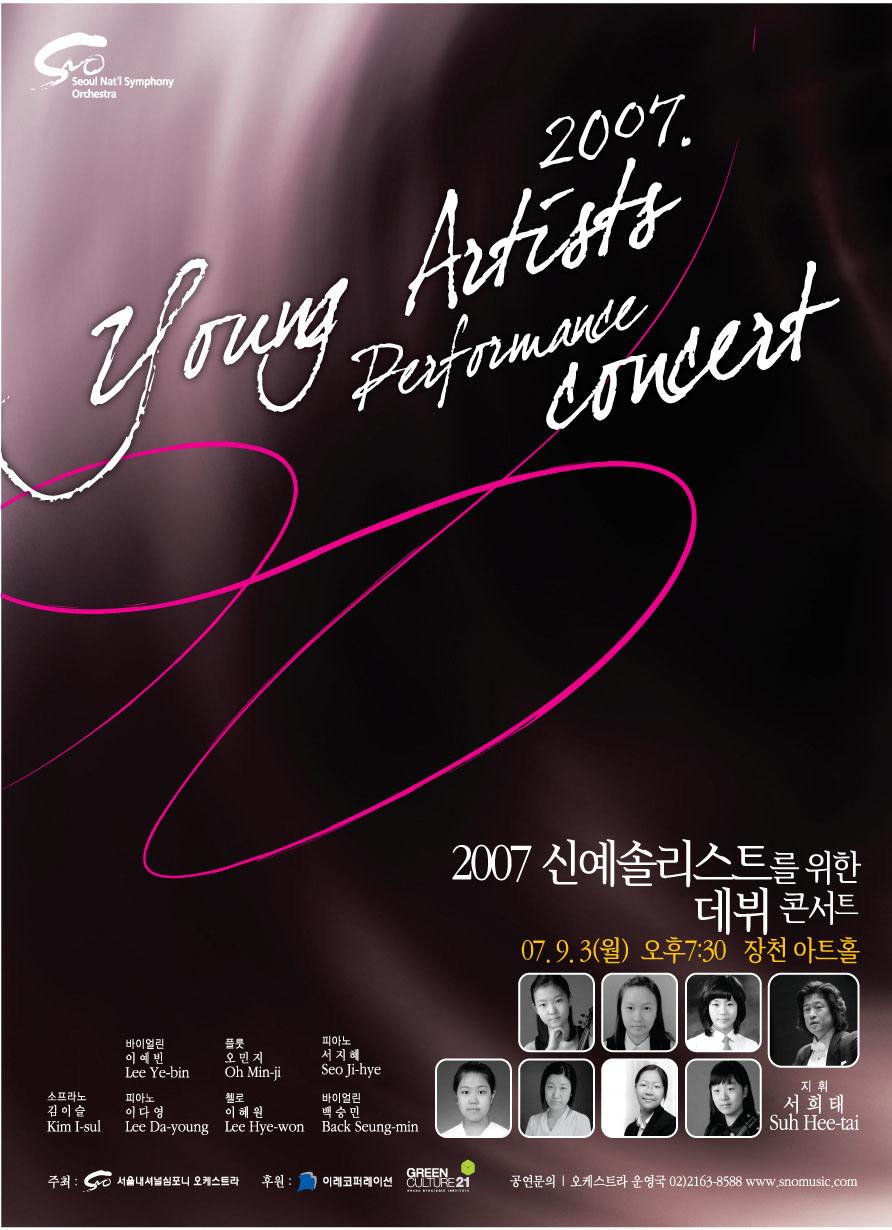 SNO
Seoul Nat'l Symphony
Orchestra
2007.
Young Artists
Performance
concert
2007 신예솔리스트를 위한
데뷔 콘서트
07. 9. 3(월) 오후7:30 장천 아트홀
바이얼린
이 예 빈
Lee Ye-bin
플룻
오 민 지
Oh Min-ji
피아노
서 지 혜
Seo Ji-hye
소프라노
김 이 슬
Kim I-sul
피아노
이 다 영
Lee Da-young
첼로
이 혜 원
Lee Hye-won
바이얼린
백 승 민
Back Seung-min
지 휘
서 희 태
Suh Hee-tai
주최 : SNO 서울내셔널심포니 오케스트라 후원 : 이레코퍼레이션 GREEN CULTURE 21
BRAND STRATEGIC INSTITUTE
공연문의 | 오케스트라 운영국 02)2163-8588 www.snomusic.com